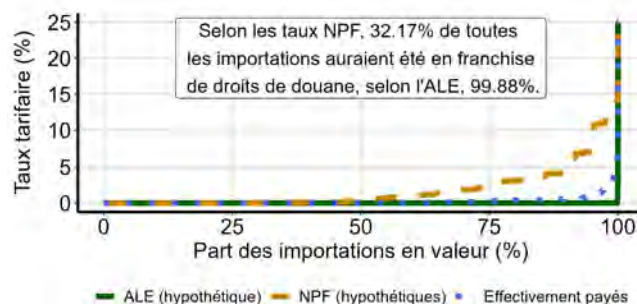 Selon les taux NPF, 32.17% de toutes
les importations auraient été en franchise
de droits de douane, selon l'ALE, 99.88%.
Taux tarifaire (%)
25
20
15
10
5
0
0 25 50 75 100
Part des importations en valeur (%)
ALE (hypothétique) NPF (hypothétiques) Effectivement payés